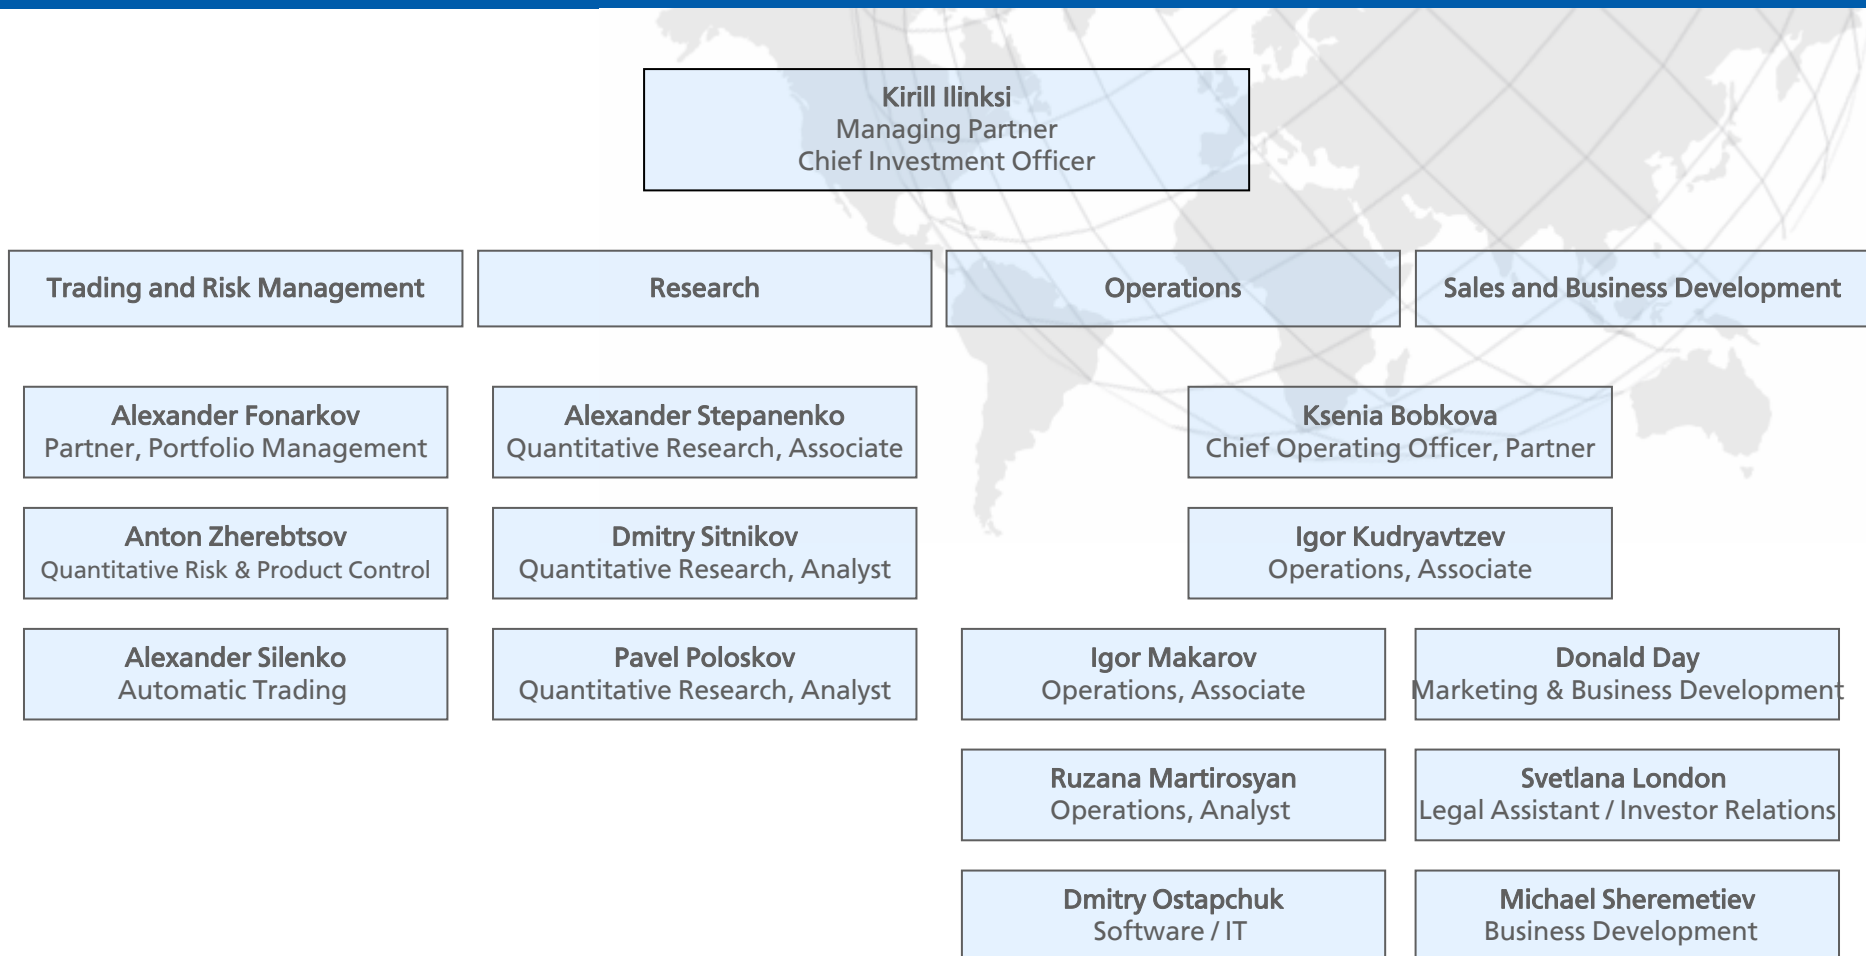 Kirill Ilinksi
Managing Partner
Chief Investment Officer
Trading and Risk Management
Research
Operations
Sales and Business Development
Alexander Fonarkov
Partner, Portfolio Management
Alexander Stepanenko
Quantitative Research, Associate
Ksenia Bobkova
Chief Operating Officer, Partner
Anton Zherebtsov
Quantitative Risk & Product Control
Dmitry Sitnikov
Quantitative Research, Analyst
Igor Kudryavtzev
Operations, Associate
Alexander Silenko
Automatic Trading
Pavel Poloskov
Quantitative Research, Analyst
Igor Makarov
Operations, Associate
Donald Day
Marketing & Business Development
Ruzana Martirosyan
Operations, Analyst
Svetlana London
Legal Assistant / Investor Relations
Dmitry Ostapchuk
Software / IT
Michael Sheremetiev
Business Development